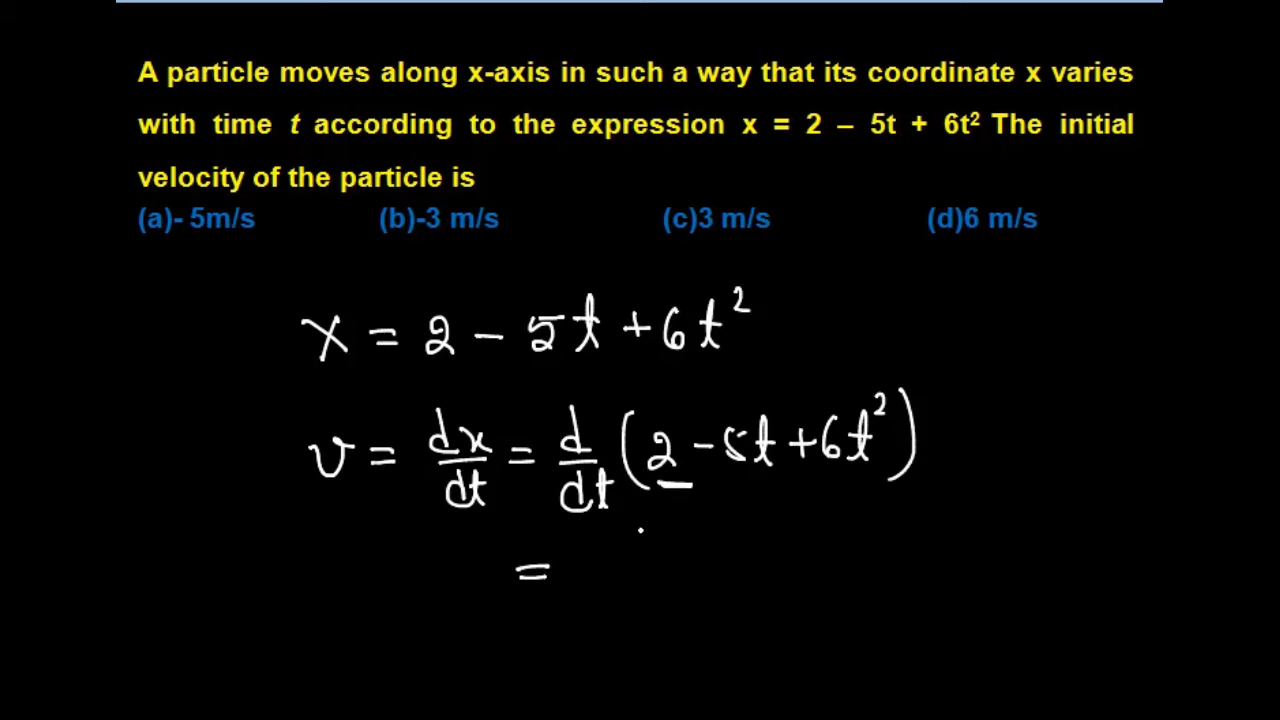 A particle moves along x-axis in such a way that its coordinate x varies
with time t according to the expression x = 2 – 5t + 6t² The initial
velocity of the particle is
(a)- 5m/s (b)-3 m/s (c)3 m/s (d)6 m/s
x = 2 - 5t + 6t²
v = dx/dt = d/dt (2 - 5t + 6t²)
=